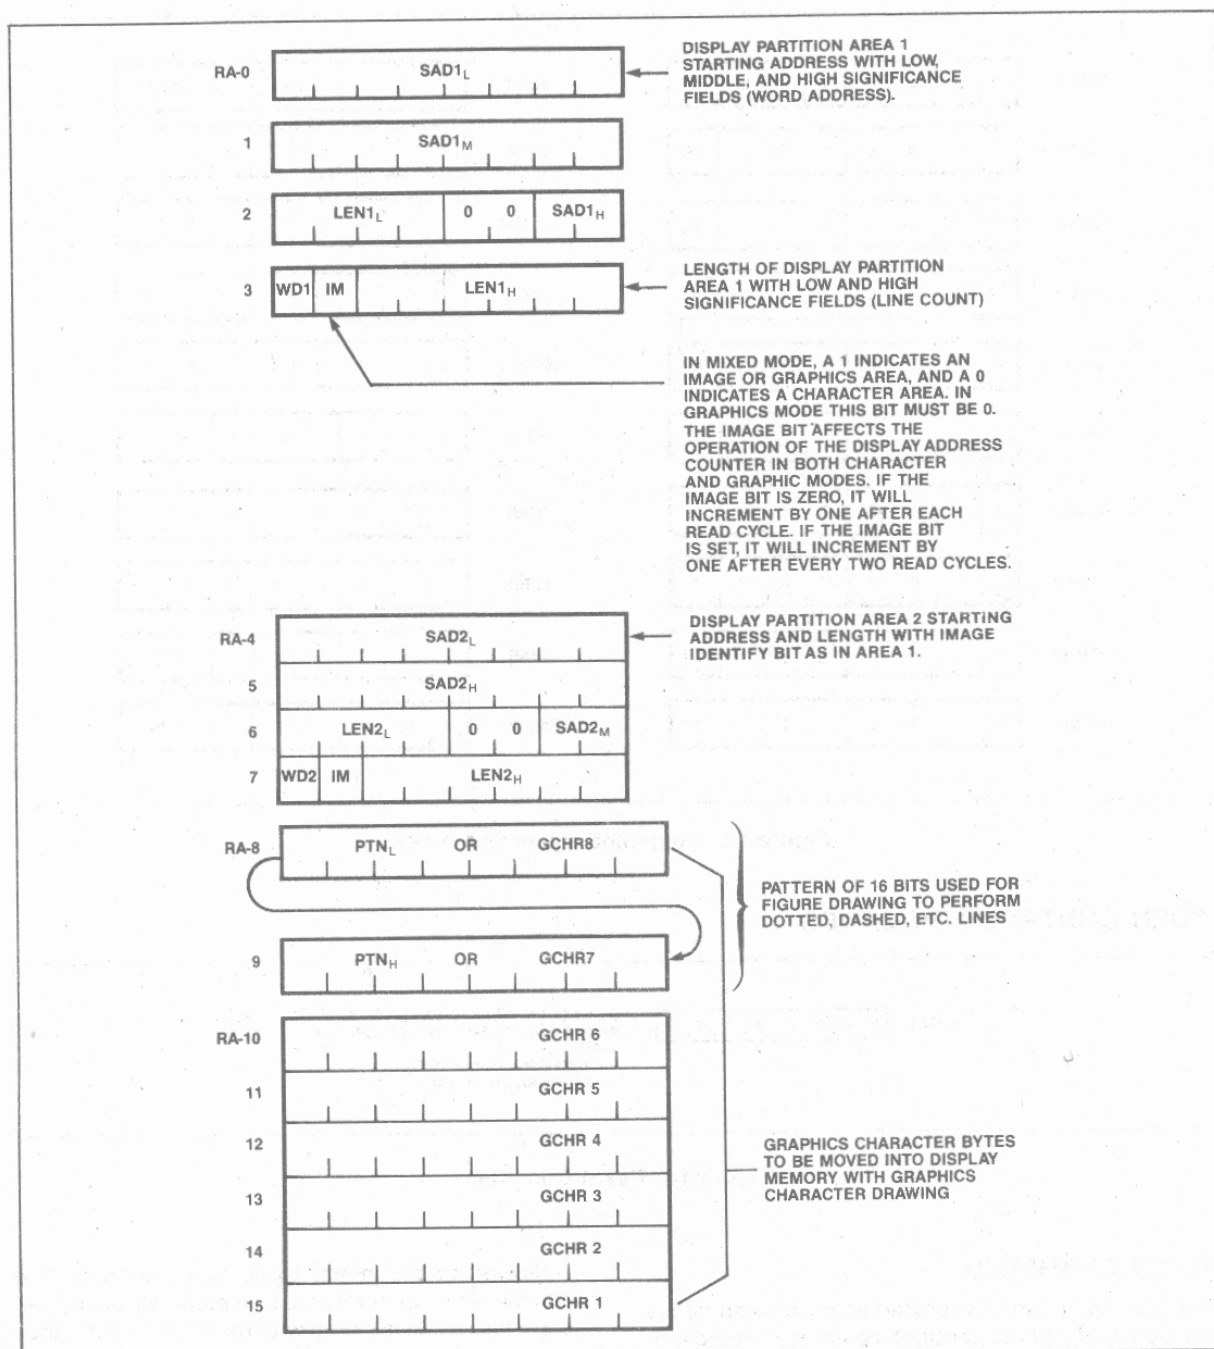 RA-0 SAD1L
DISPLAY PARTITION AREA 1
STARTING ADDRESS WITH LOW,
MIDDLE, AND HIGH SIGNIFICANCE
FIELDS (WORD ADDRESS).
1 SAD1M
2 LEN1L 0 0 SAD1H
3 WD1 IM LEN1H
LENGTH OF DISPLAY PARTITION
AREA 1 WITH LOW AND HIGH
SIGNIFICANCE FIELDS (LINE COUNT)
IN MIXED MODE, A 1 INDICATES AN
IMAGE OR GRAPHICS AREA, AND A 0
INDICATES A CHARACTER AREA. IN
GRAPHICS MODE THIS BIT MUST BE 0.
THE IMAGE BIT AFFECTS THE
OPERATION OF THE DISPLAY ADDRESS
COUNTER IN BOTH CHARACTER
AND GRAPHIC MODES. IF THE
IMAGE BIT IS ZERO, IT WILL
INCREMENT BY ONE AFTER EACH
READ CYCLE. IF THE IMAGE BIT
IS SET, IT WILL INCREMENT BY
ONE AFTER EVERY TWO READ CYCLES.
RA-4 SAD2L
DISPLAY PARTITION AREA 2 STARTING
ADDRESS AND LENGTH WITH IMAGE
IDENTIFY BIT AS IN AREA 1.
5 SAD2H
6 LEN2L 0 0 SAD2M
7 WD2 IM LEN2H
RA-8 PTNL OR GCHR8
PATTERN OF 16 BITS USED FOR
FIGURE DRAWING TO PERFORM
DOTTED, DASHED, ETC. LINES
9 PTNH OR GCHR7
RA-10 GCHR 6
11 GCHR 5
12 GCHR 4
13 GCHR 3
14 GCHR 2
15 GCHR 1
GRAPHICS CHARACTER BYTES
TO BE MOVED INTO DISPLAY
MEMORY WITH GRAPHICS
CHARACTER DRAWING